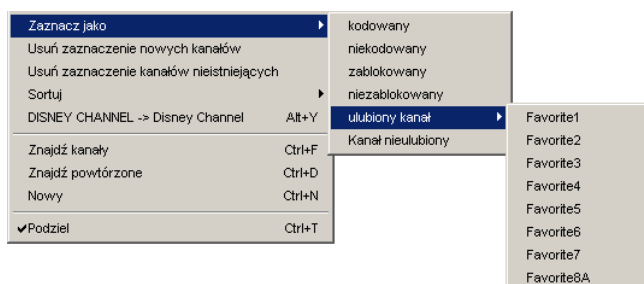 Zaznacz jako
Usuń zaznaczenie nowych kanałów
Usuń zaznaczenie kanałów nieistniejących
Sortuj
DISNEY CHANNEL -> Disney Channel Alt+Y
Znajdź kanały Ctrl+F
Znajdź powtórzone Ctrl+D
Nowy Ctrl+N
Podziel Ctrl+T
kodowany
niekodowany
zablokowany
niezablokowany
ulubiony kanał
Kanał nieulubiony
Favorite1
Favorite2
Favorite3
Favorite4
Favorite5
Favorite6
Favorite7
Favorite8A